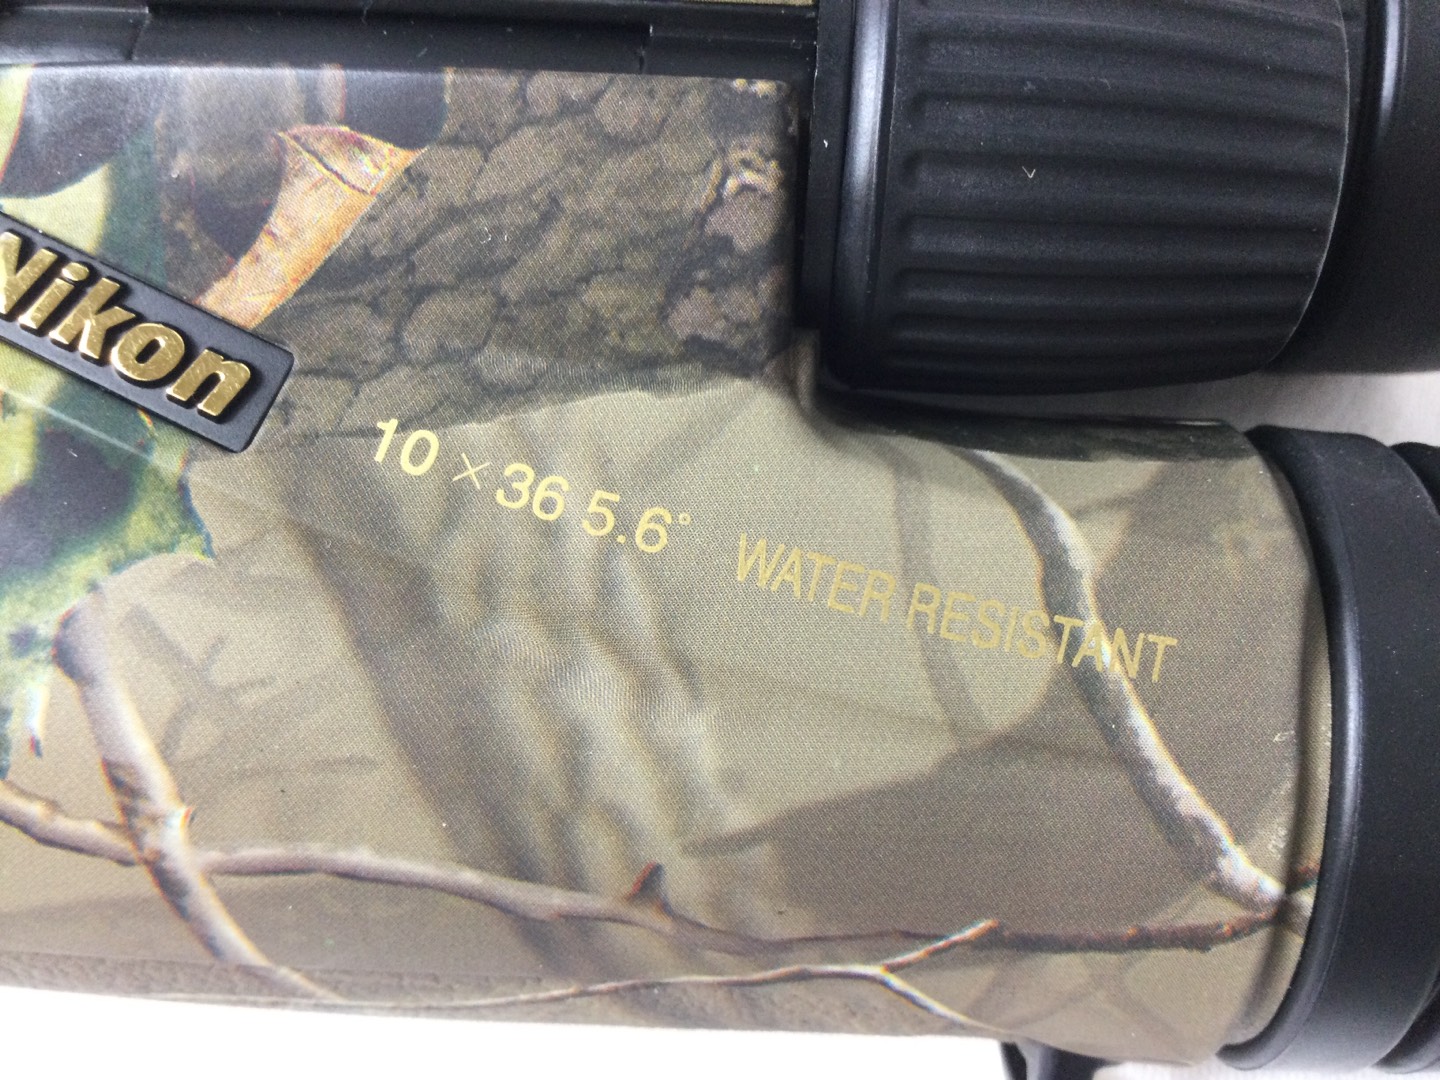 Nikon
10×36 5.6° WATER RESISTANT